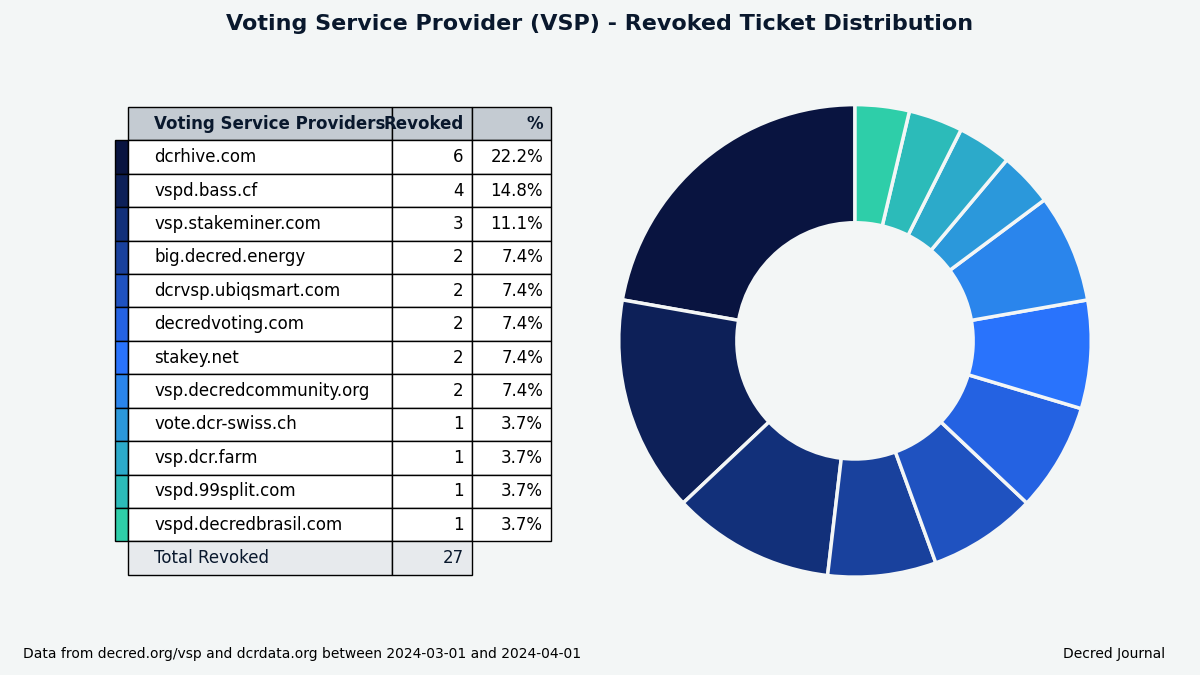 Voting Service Provider (VSP) - Revoked Ticket Distribution
Voting Service Providers Revoked %
dcrhive.com 6 22.2%
vspd.bass.cf 4 14.8%
vsp.stakeminer.com 3 11.1%
big.decred.energy 2 7.4%
dcrvsp.ubiqsmart.com 2 7.4%
decredvoting.com 2 7.4%
stakey.net 2 7.4%
vsp.decredcommunity.org 2 7.4%
vote.dcr-swiss.ch 1 3.7%
vsp.dcr.farm 1 3.7%
vspd.99split.com 1 3.7%
vspd.decredbrasil.com 1 3.7%
Total Revoked 27
Data from decred.org/vsp and dcrdata.org between 2024-03-01 and 2024-04-01
Decred Journal